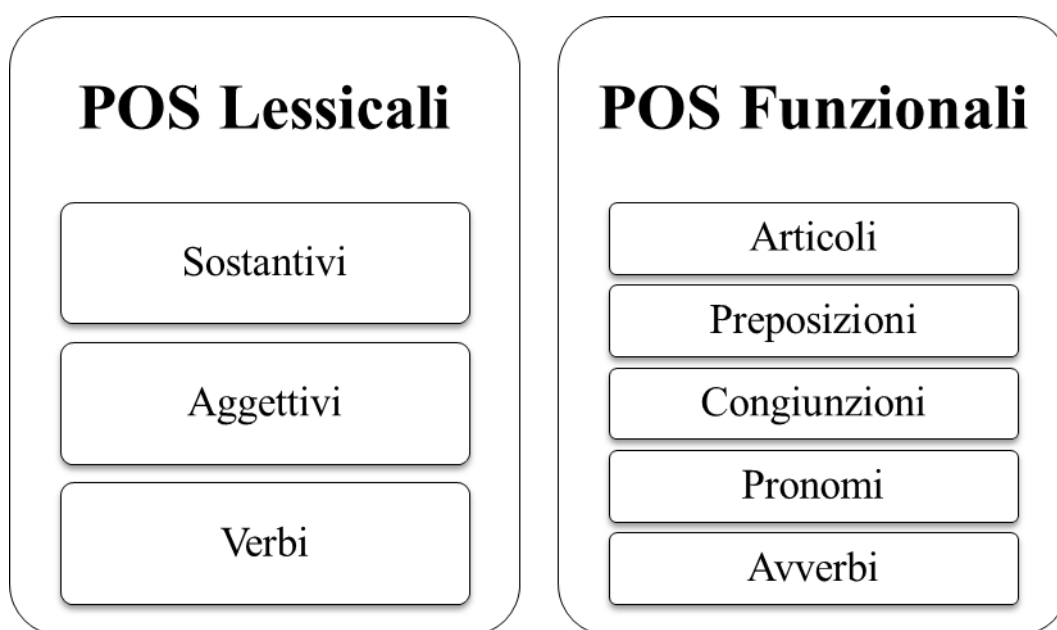 POS Lessicali
Sostantivi
Aggettivi
Verbi
POS Funzionali
Articoli
Preposizioni
Congiunzioni
Pronomi
Avverbi